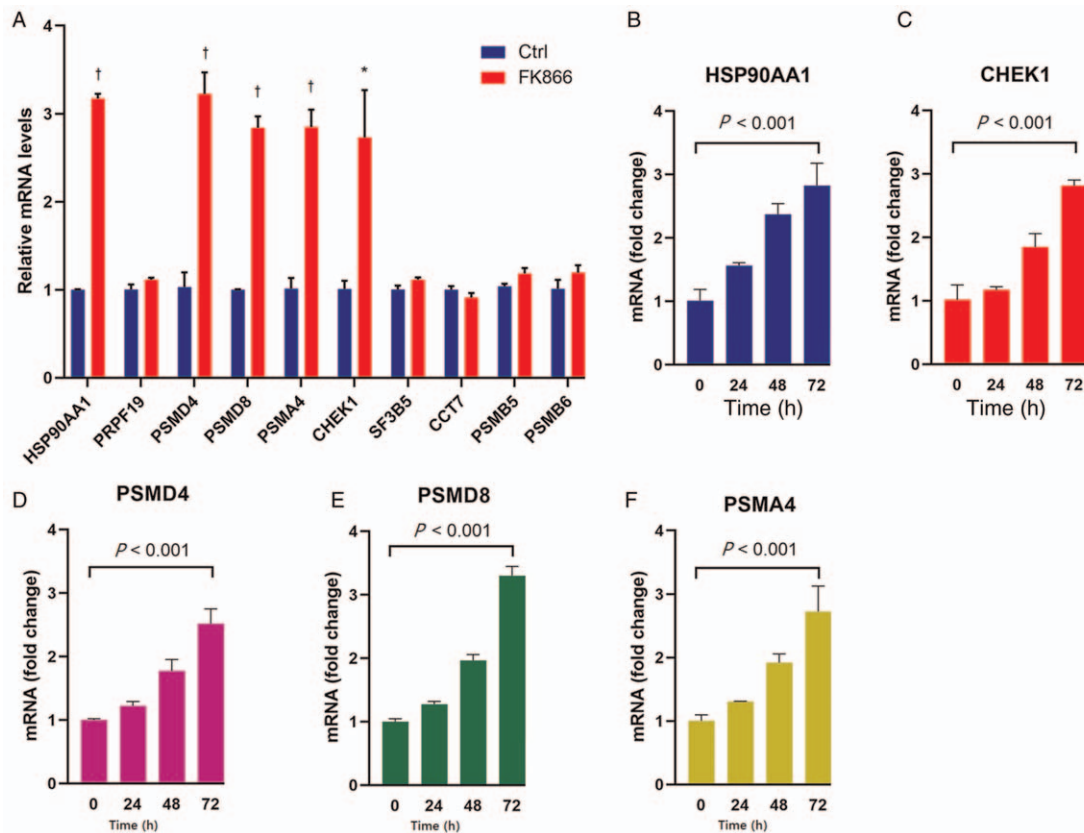 A
Relative mRNA levels
4
3
2
1
0
† † † † *
Ctrl
FK866
HSP90AA1 PRPF19 PSMD4 PSMD8 PSMA4 CHEK1 SF3B5 CCT7 PSMB5 PSMB6
B
HSP90AA1
P < 0.001
mRNA (fold change)
4
3
2
1
0
0 24 48 72
Time (h)
C
CHEK1
P < 0.001
mRNA (fold change)
4
3
2
1
0
0 24 48 72
Time (h)
D
PSMD4
P < 0.001
mRNA (fold change)
4
3
2
1
0
0 24 48 72
Time (h)
E
PSMD8
P < 0.001
mRNA (fold change)
4
3
2
1
0
0 24 48 72
Time (h)
F
PSMA4
P < 0.001
mRNA (fold change)
4
3
2
1
0
0 24 48 72
Time (h)